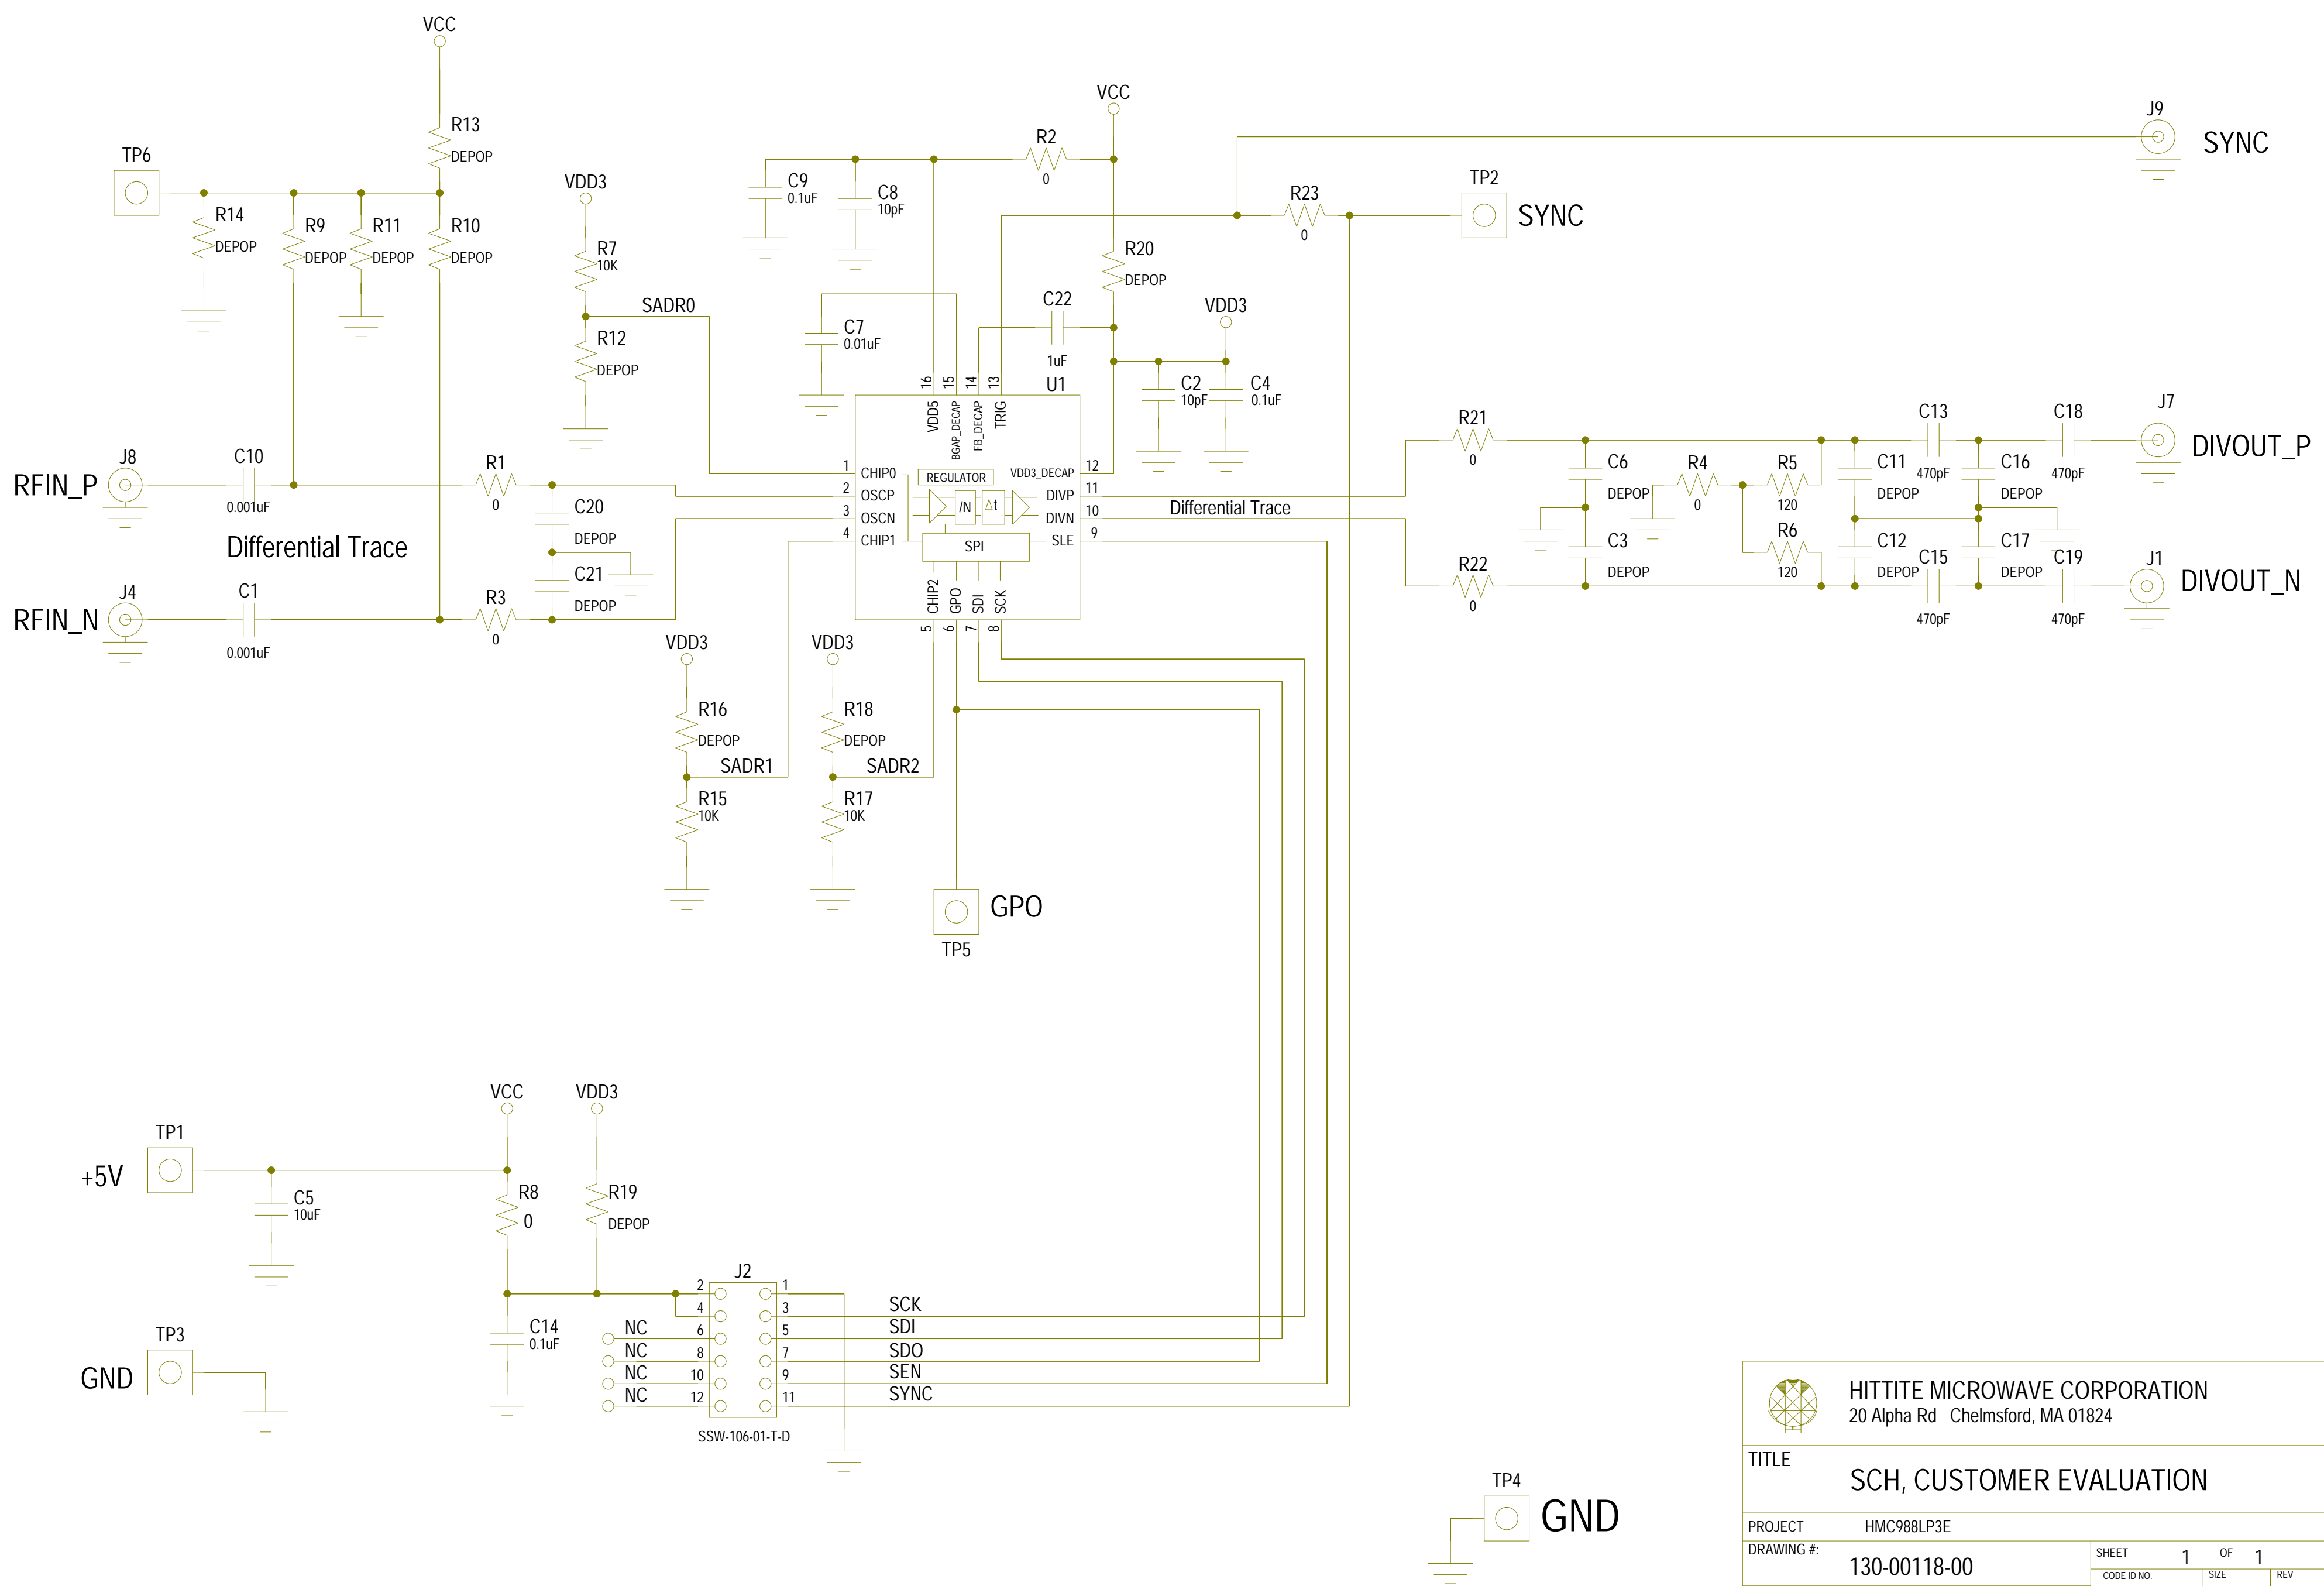 VCC
R13
DEPOP
TP6
R14
DEPOP
R9
DEPOP
R11
DEPOP
R10
DEPOP
VDD3
R7
10K
SADR0
R12
DEPOP
C9
0.1uF
C8
10pF
R2
0
VCC
C7
0.01uF
R20
DEPOP
C22
1uF
VDD3
C2
10pF
C4
0.1uF
R23
0
TP2
SYNC
J9
SYNC
U1
16
15
14
13
VDD5
BGAP_DECAP
FB_DECAP
TRIG
1
CHIP0
2
OSCP
3
OSCN
4
CHIP1
REGULATOR
/N
Δt
SPI
VDD3_DECAP
12
DIVP
11
DIVN
10
SLE
9
CHIP2
GPO
SDI
SCK
5
6
7
8
J8
RFIN_P
C10
0.001uF
R1
0
C20
DEPOP
Differential Trace
C21
DEPOP
J4
RFIN_N
C1
0.001uF
R3
0
Differential Trace
R21
0
R22
0
C6
DEPOP
C3
DEPOP
R4
0
R5
120
R6
120
C11
DEPOP
C12
DEPOP
C13
470pF
C15
470pF
C16
DEPOP
C17
DEPOP
C18
470pF
C19
470pF
J7
DIVOUT_P
J1
DIVOUT_N
VDD3
R16
DEPOP
SADR1
R15
10K
VDD3
R18
DEPOP
SADR2
R17
10K
GPO
TP5
TP1
+5V
C5
10uF
VCC
R8
0
VDD3
R19
DEPOP
C14
0.1uF
TP3
GND
J2
2
4
6
8
10
12
1
3
5
7
9
11
NC
NC
NC
NC
SCK
SDI
SDO
SEN
SYNC
SSW-106-01-T-D
TP4
GND
HITTITE MICROWAVE CORPORATION
20 Alpha Rd Chelmsford, MA 01824
TITLE
SCH, CUSTOMER EVALUATION
PROJECT HMC988LP3E
DRAWING #:
130-00118-00
SHEET 1 OF 1
CODE ID NO. SIZE REV